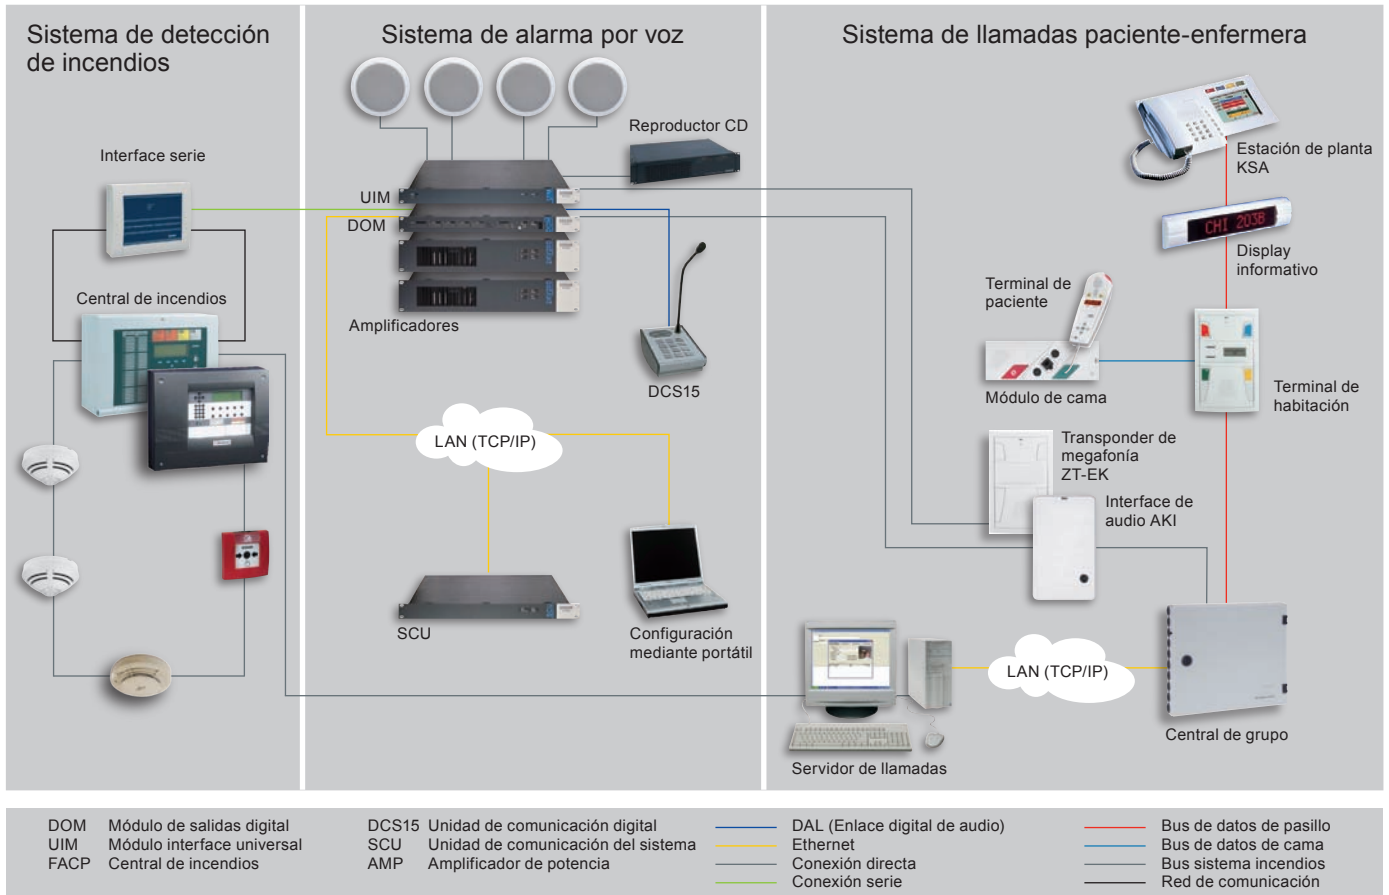 Sistema de detección
de incendios
Sistema de alarma por voz
Sistema de llamadas paciente-enfermera
Interface serie
Central de incendios
Reproductor CD
UIM
DOM
Amplificadores
DCS15
LAN (TCP/IP)
SCU
Configuración
mediante portátil
Estación de planta
KSA
CHI 203B
Display
informativo
Terminal de
paciente
Módulo de cama
Terminal de
habitación
Transponder de
megafonía
ZT-EK
Interface de
audio AKI
LAN (TCP/IP)
Central de grupo
Servidor de llamadas
DOM Módulo de salidas digital
UIM Módulo interface universal
FACP Central de incendios
DCS15 Unidad de comunicación digital
SCU Unidad de comunicación del sistema
AMP Amplificador de potencia
DAL (Enlace digital de audio)
Ethernet
Conexión directa
Conexión serie
Bus de datos de pasillo
Bus de datos de cama
Bus sistema incendios
Red de comunicación